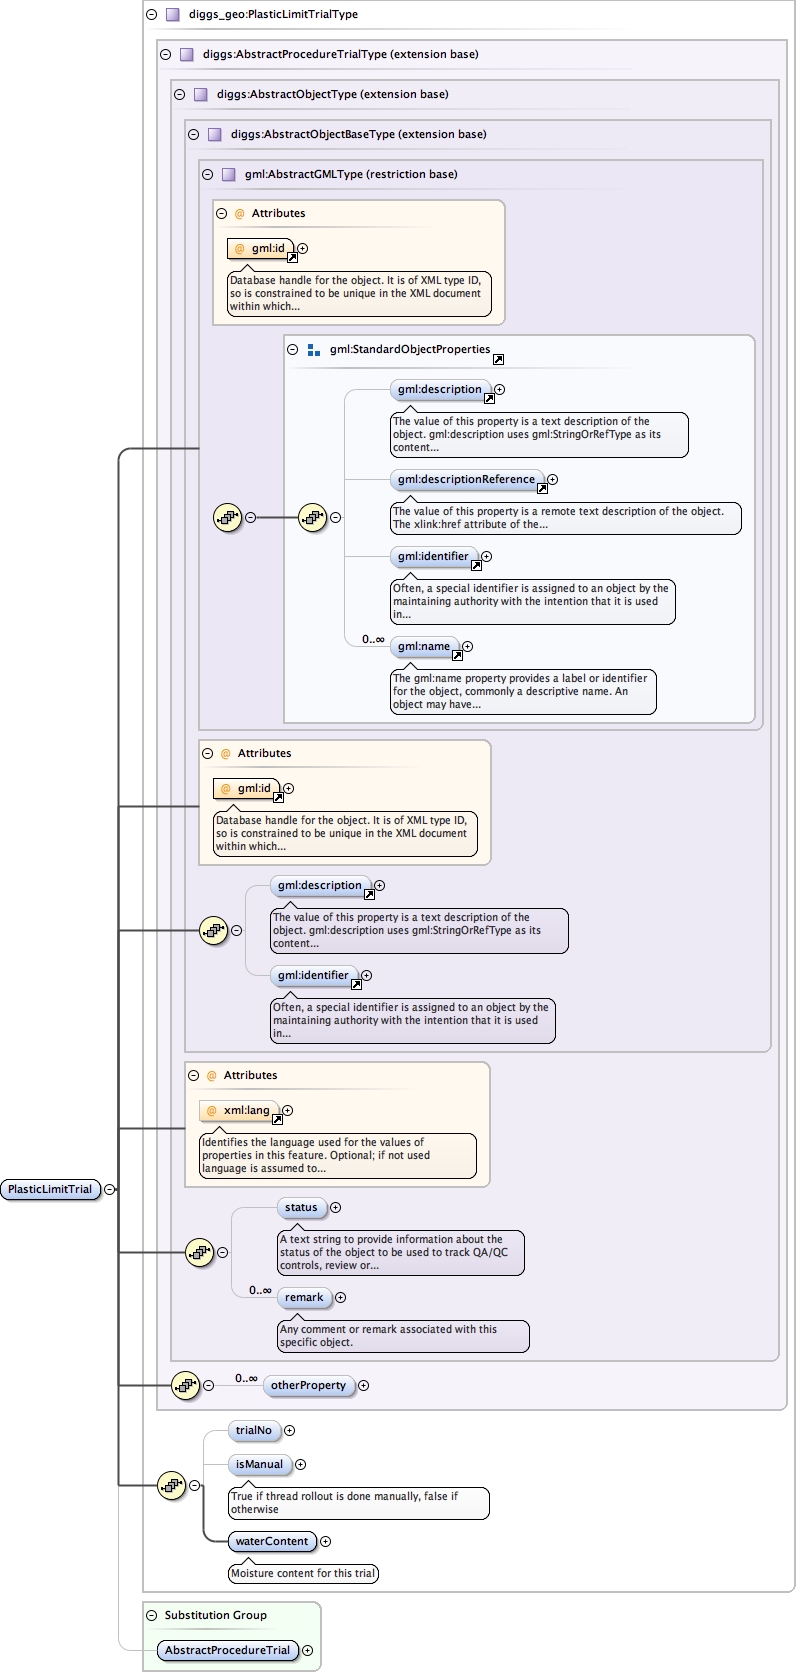 diggs_geo:PlasticLimitTrialType
diggs:AbstractProcedureTrialType (extension base)
diggs:AbstractObjectType (extension base)
diggs:AbstractObjectBaseType (extension base)
gml:AbstractGMLType (restriction base)
@ Attributes
@ gml:id
Database handle for the object. It is of XML type ID,
so is constrained to be unique in the XML document
within which...
gml:StandardObjectProperties
gml:description
The value of this property is a text description of the
object. gml:description uses gml:StringOrRefType as its
content...
gml:descriptionReference
The value of this property is a remote text description of the object.
The xlink:href attribute of the...
gml:identifier
Often, a special identifier is assigned to an object by the
maintaining authority with the intention that it is used
in...
0..∞
gml:name
The gml:name property provides a label or identifier
for the object, commonly a descriptive name. An
object may have...
@ Attributes
@ gml:id
Database handle for the object. It is of XML type ID,
so is constrained to be unique in the XML document
within which...
gml:description
The value of this property is a text description of the
object. gml:description uses gml:StringOrRefType as its
content...
gml:identifier
Often, a special identifier is assigned to an object by the
maintaining authority with the intention that it is used
in...
@ Attributes
@ xml:lang
Identifies the language used for the values of
properties in this feature. Optional; if not used
language is assumed to...
PlasticLimitTrial
status
A text string to provide information about the
status of the object to be used to track QA/QC
controls, review or...
0..∞
remark
Any comment or remark associated with this
specific object.
0..∞
otherProperty
trialNo
isManual
True if thread rollout is done manually, false if
otherwise
waterContent
Moisture content for this trial
Substitution Group
AbstractProcedureTrial